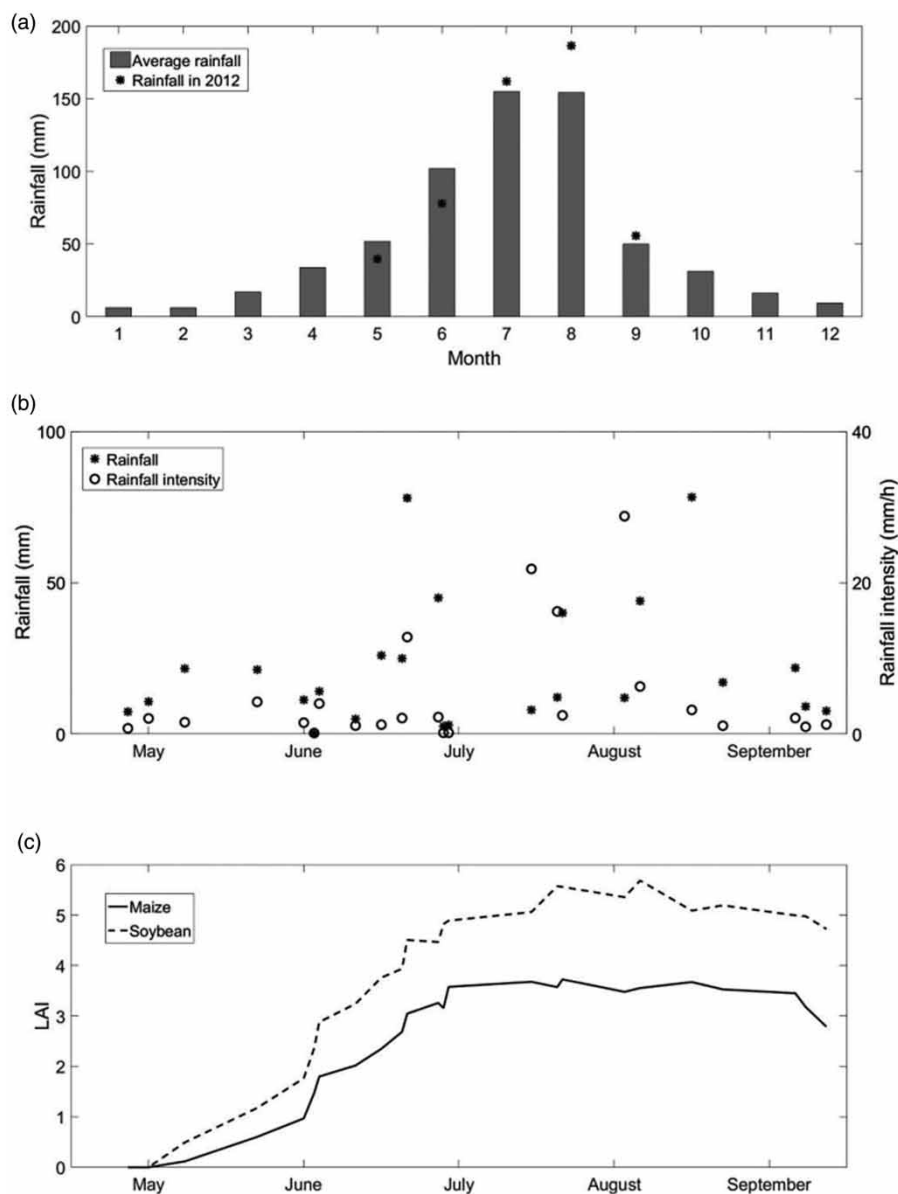 (a)
200
150
100
50
0
Rainfall (mm)
Average rainfall
Rainfall in 2012
1 2 3 4 5 6 7 8 9 10 11 12
Month
(b)
100
50
0
Rainfall (mm)
Rainfall
Rainfall intensity
40
20
0
Rainfall intensity (mm/h)
May June July August September
(c)
6
5
4
3
2
1
0
LAI
Maize
Soybean
May June July August September